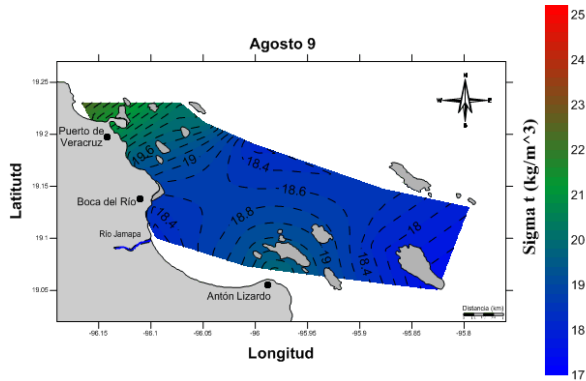 Agosto 9
N
W
E
S
19.25
19.2
19.15
19.1
19.05
Latitutd
Puerto de
Veracruz
Boca del Río
Río Jamapa
Antón Lizardo
19.6
19
18.4
18.6
18.4
18.8
19
18.4
18
Distancia (km)
-96.15
-96.1
-96.05
-96
-95.95
-95.9
-95.85
-95.8
Longitud
25
24
23
22
21
20
19
18
17
Sigma t (kg/m^3)